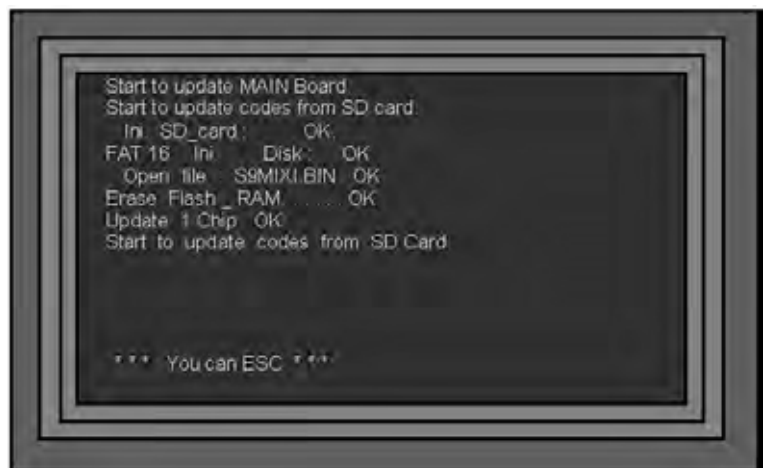 Start to update MAIN Board
Start to update codes from SD card
Ini SD_card : OK.
FAT 16 Ini Disk : OK
Open file S9MIXI.BIN OK
Erase Flash _ RAM ...... OK
Update 1 Chip OK
Start to update codes from SD Card
* * * You can ESC * * *